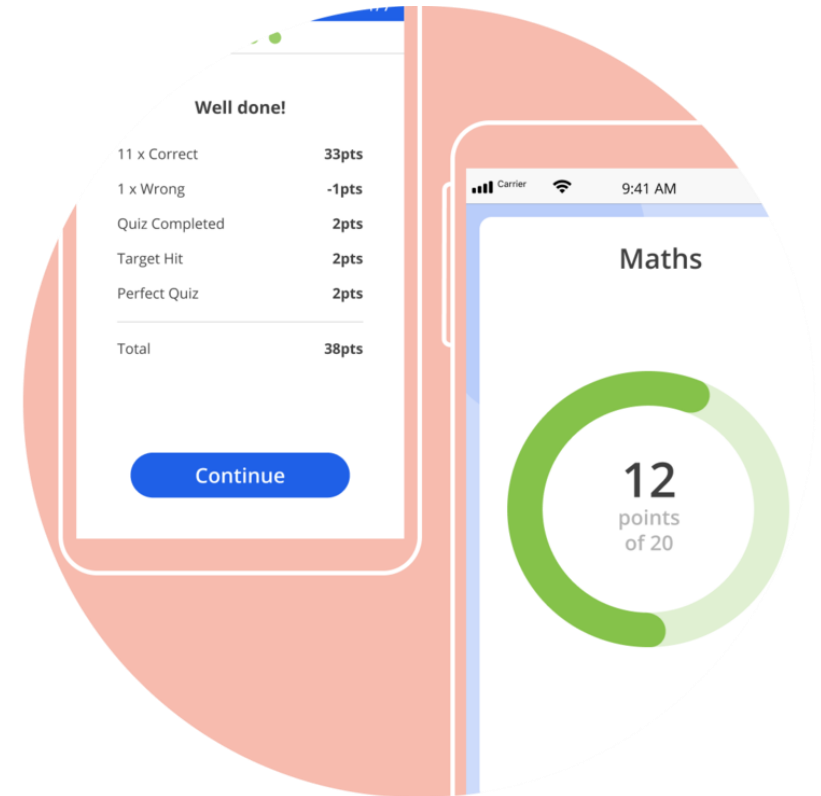 Well done!
11 x Correct 33pts
1 x Wrong -1pts
Quiz Completed 2pts
Target Hit 2pts
Perfect Quiz 2pts
Total 38pts
Continue
Carrier 9:41 AM
Maths
12
points
of 20